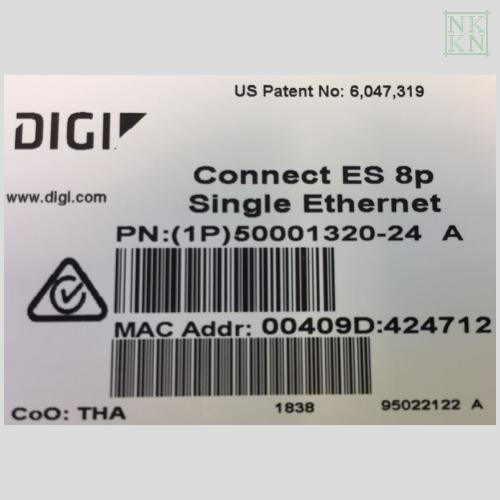 NK
KN
US Patent No: 6,047,319
DIGI
www.digi.com
Connect ES 8p
Single Ethernet
PN:(1P)50001320-24 A
MAC Addr: 00409D:424712
CoO: THA
1838
95022122 A